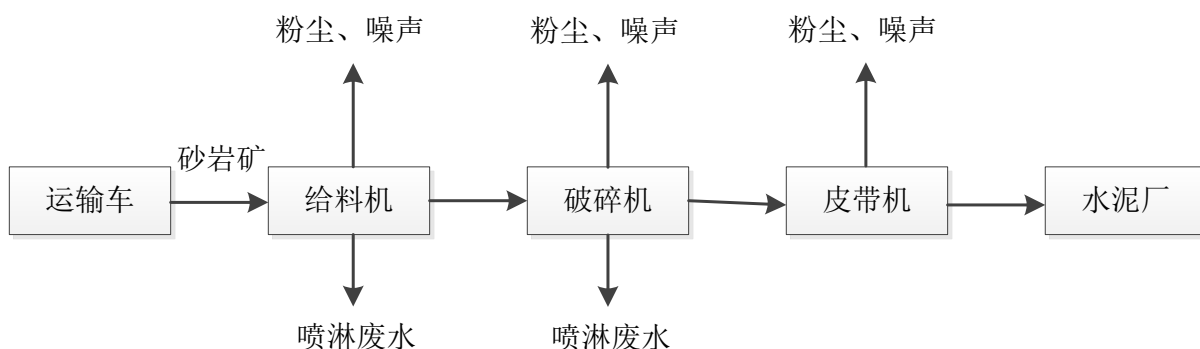 粉尘、噪声
粉尘、噪声
粉尘、噪声
砂岩矿
运输车
给料机
破碎机
皮带机
水泥厂
喷淋废水
喷淋废水